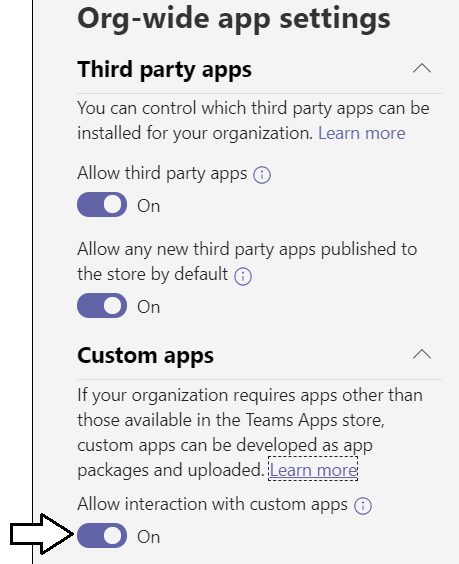 Org-wide app settings
Third party apps
You can control which third party apps can be
installed for your organization. Learn more
Allow third party apps
On
Allow any new third party apps published to
the store by default
On
Custom apps
If your organization requires apps other than
those available in the Teams Apps store,
custom apps can be developed as app
packages and uploaded. Learn more
Allow interaction with custom apps
On